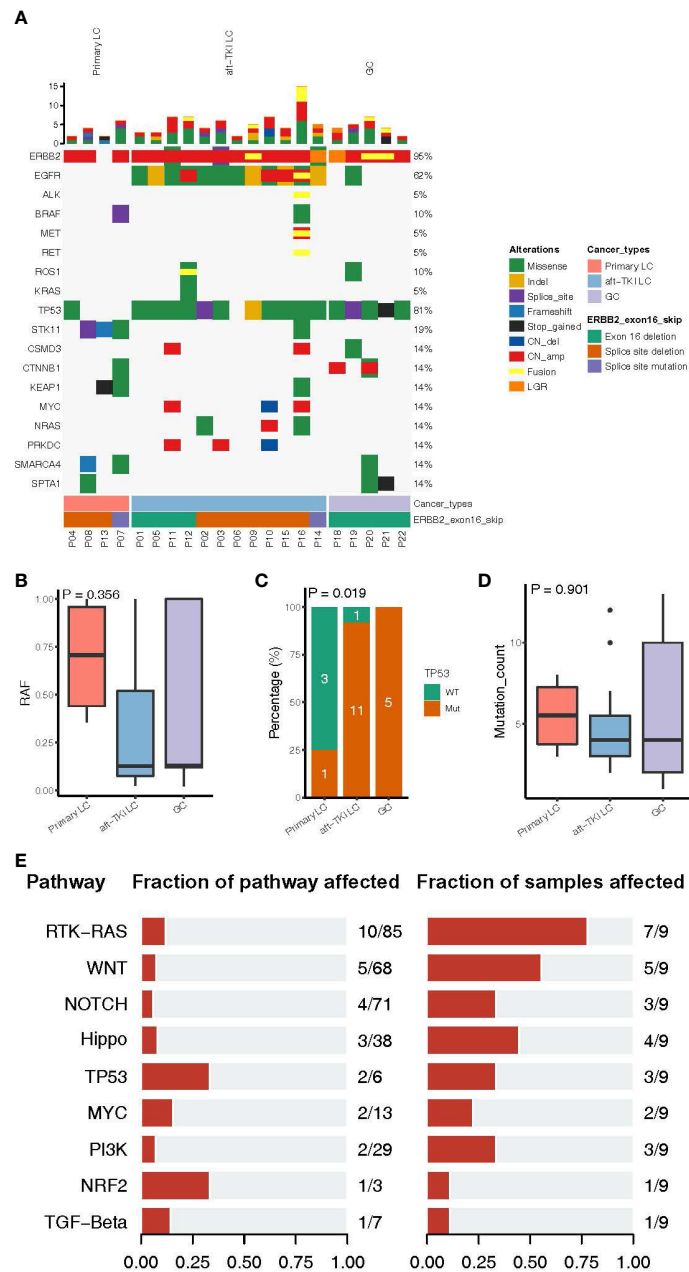 A
Primary LC
aft-TKI LC
GC
15
10
5
0
ERBB2 95%
EGFR 62%
ALK 5%
BRAF 10%
MET 5%
RET 5%
ROS1 10%
KRAS 5%
TP53 81%
STK11 19%
CSMD3 14%
CTNNB1 14%
KEAP1 14%
MYC 14%
NRAS 14%
PRKDC 14%
SMARCA4 14%
SPTA1 14%
Cancer_types
ERBB2_exon16_skip
P04 P08 P13 P07 P01 P05 P11 P12 P02 P03 P06 P09 P10 P15 P16 P14 P18 P19 P20 P21 P22
Alterations
Missense
Indel
Splice_site
Frameshift
Stop_gained
CN_del
CN_amp
Fusion
LGR
Cancer_types
Primary LC
aft-TKI LC
GC
ERBB2_exon16_skip
Exon 16 deletion
Splice site deletion
Splice site mutation
B
P = 0.356
RAF
1.00
0.75
0.50
0.25
0.00
Primary LC
aft-TKI LC
GC
C
P = 0.019
Percentage (%)
100
75
50
25
0
3
1
1
11
5
Primary LC
aft-TKI LC
GC
TP53
WT
Mut
D
P = 0.901
Mutation_count
10
5
Primary LC
aft-TKI LC
GC
E
Pathway Fraction of pathway affected Fraction of samples affected
RTK-RAS 10/85 7/9
WNT 5/68 5/9
NOTCH 4/71 3/9
Hippo 3/38 4/9
TP53 2/6 3/9
MYC 2/13 2/9
PI3K 2/29 3/9
NRF2 1/3 1/9
TGF-Beta 1/7 1/9
0.00 0.25 0.50 0.75 1.00 0.00 0.25 0.50 0.75 1.00